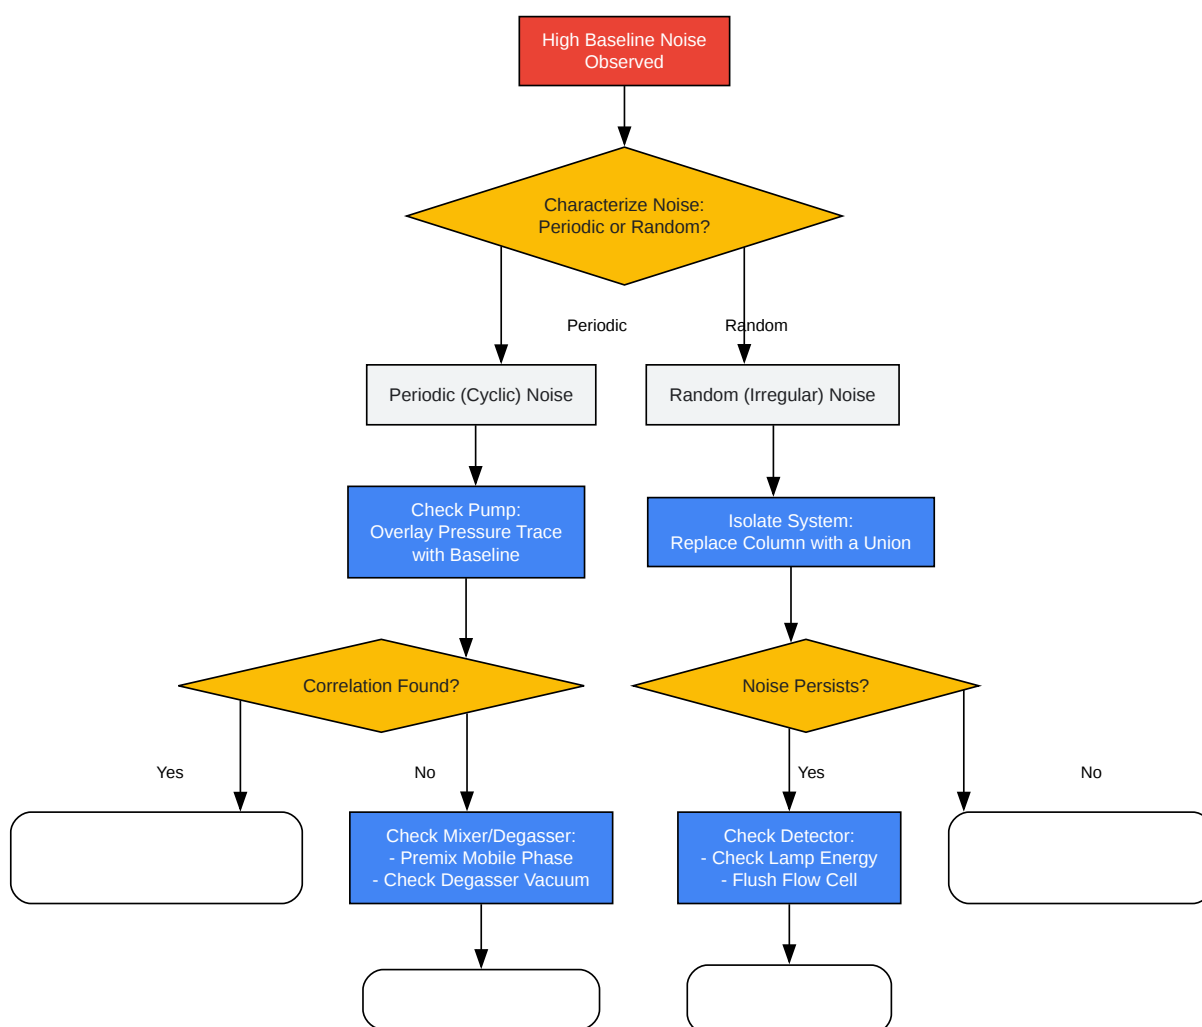 High Baseline Noise
Observed
Characterize Noise:
Periodic or Random?
Periodic
Random
Periodic (Cyclic) Noise
Random (Irregular) Noise
Check Pump:
Overlay Pressure Trace
with Baseline
Isolate System:
Replace Column with a Union
Correlation Found?
Noise Persists?
Yes
No
Yes
No
Check Mixer/Degasser:
- Premix Mobile Phase
- Check Degasser Vacuum
Check Detector:
- Check Lamp Energy
- Flush Flow Cell